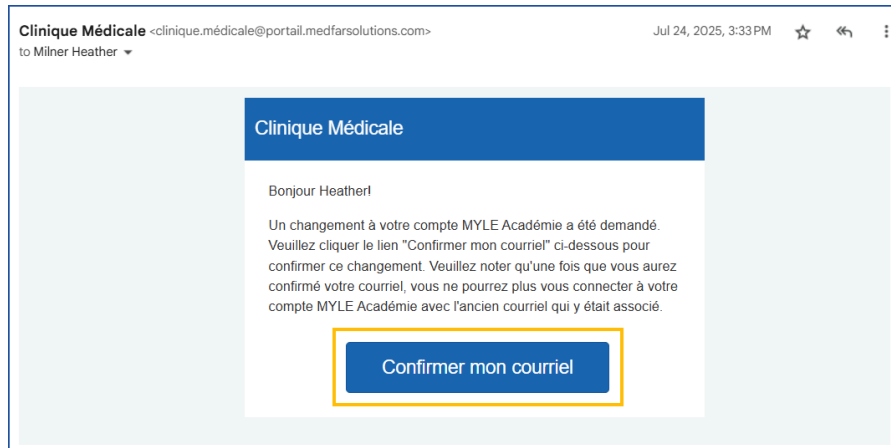 Clinique Médicale <clinique.médicale@portail.medfarsolutions.com> Jul 24, 2025, 3:33 PM
to Milner Heather
Clinique Médicale
Bonjour Heather!
Un changement à votre compte MYLE Académie a été demandé.
Veuillez cliquer le lien "Confirmer mon courriel" ci-dessous pour
confirmer ce changement. Veuillez noter qu'une fois que vous aurez
confirmé votre courriel, vous ne pourrez plus vous connecter à votre
compte MYLE Académie avec l'ancien courriel qui y était associé.
Confirmer mon courriel